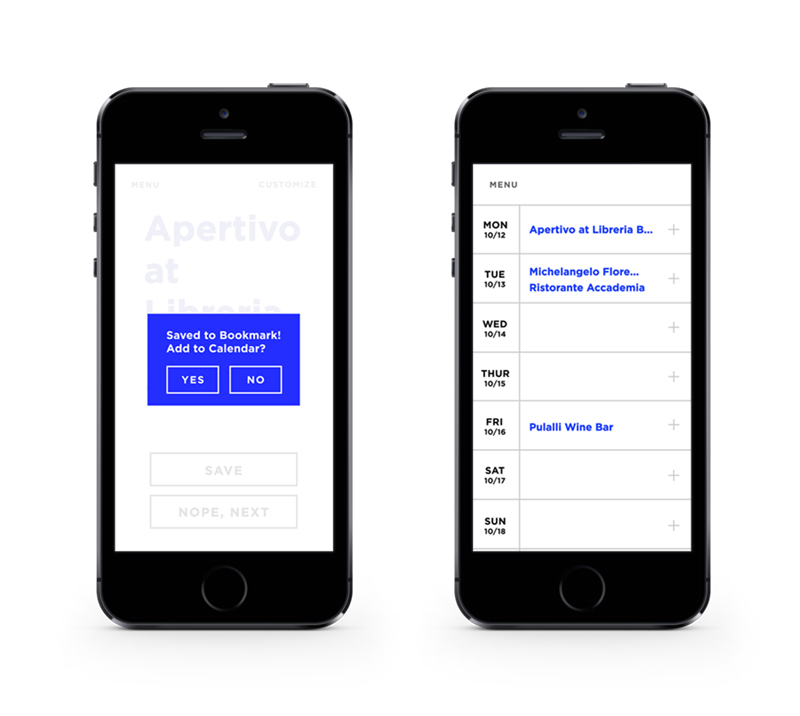 MENU CUSTOMIZE
Apertivo
at
Libreria
Saved to Bookmark!
Add to Calendar?
YES NO
SAVE
NOPE, NEXT
MENU
MON
10/12
Apertivo at Libreria B...
+
TUE
10/13
Michelangelo Flore...
Ristorante Accademia
+
WED
10/14
+
THUR
10/15
+
FRI
10/16
Pulalli Wine Bar
+
SAT
10/17
+
SUN
10/18
+